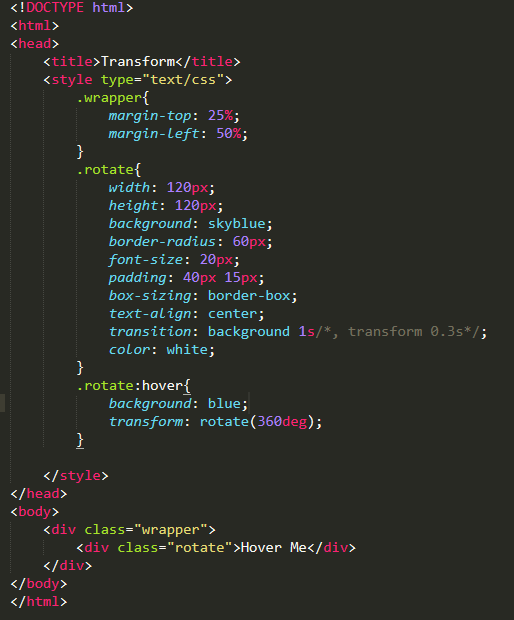 <!DOCTYPE html>
<html>
<head>
    <title>Transform</title>
    <style type="text/css">
        .wrapper{
            margin-top: 25%;
            margin-left: 50%;
        }
        .rotate{
            width: 120px;
            height: 120px;
            background: skyblue;
            border-radius: 60px;
            font-size: 20px;
            padding: 40px 15px;
            box-sizing: border-box;
            text-align: center;
            transition: background 1s/*, transform 0.3s*/;
            color: white;
        }
        .rotate:hover{
            background: blue;
            transform: rotate(360deg);
        }

    </style>
</head>
<body>
    <div class="wrapper">
        <div class="rotate">Hover Me</div>
    </div>
</body>
</html>